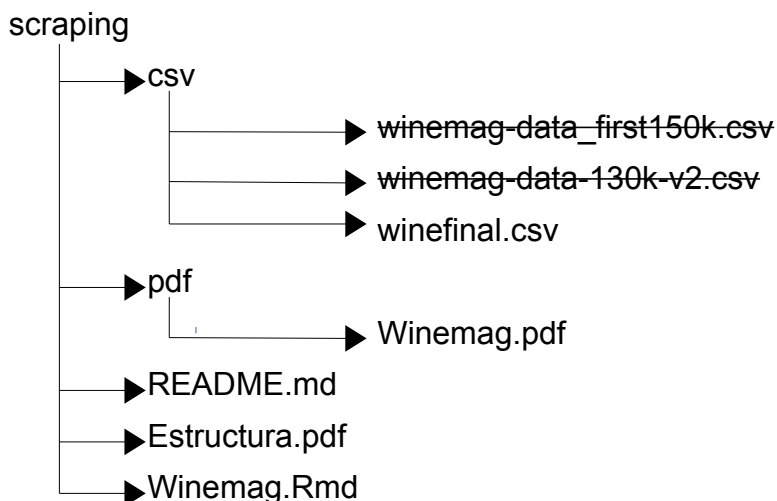 scraping
csv
winemag-data_first150k.csv
winemag-data-130k-v2.csv
winefinal.csv
pdf
Winemag.pdf
README.md
Estructura.pdf
Winemag.Rmd